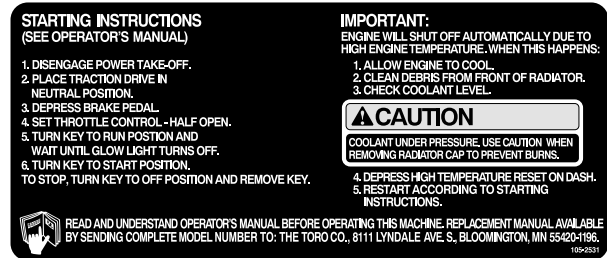 STARTING INSTRUCTIONS
(SEE OPERATOR'S MANUAL)
1. DISENGAGE POWER TAKE-OFF.
2. PLACE TRACTION DRIVE IN
NEUTRAL POSITION.
3. DEPRESS BRAKE PEDAL.
4. SET THROTTLE CONTROL - HALF OPEN.
5. TURN KEY TO RUN POSTION AND
WAIT UNTIL GLOW LIGHT TURNS OFF.
6. TURN KEY TO START POSITION.
TO STOP, TURN KEY TO OFF POSITION AND REMOVE KEY.
IMPORTANT:
ENGINE WILL SHUT OFF AUTOMATICALLY DUE TO
HIGH ENGINE TEMPERATURE. WHEN THIS HAPPENS:
1. ALLOW ENGINE TO COOL.
2. CLEAN DEBRIS FROM FRONT OF RADIATOR.
3. CHECK COOLANT LEVEL.
CAUTION
COOLANT UNDER PRESSURE. USE CAUTION WHEN
REMOVING RADIATOR CAP TO PREVENT BURNS.
4. DEPRESS HIGH TEMPERATURE RESET ON DASH.
5. RESTART ACCORDING TO STARTING
INSTRUCTIONS.
READ AND UNDERSTAND OPERATOR'S MANUAL BEFORE OPERATING THIS MACHINE. REPLACEMENT MANUAL AVAILABLE
BY SENDING COMPLETE MODEL NUMBER TO: THE TORO CO., 8111 LYNDALE AVE. S., BLOOMINGTON, MN 55420-1196.
105-2531